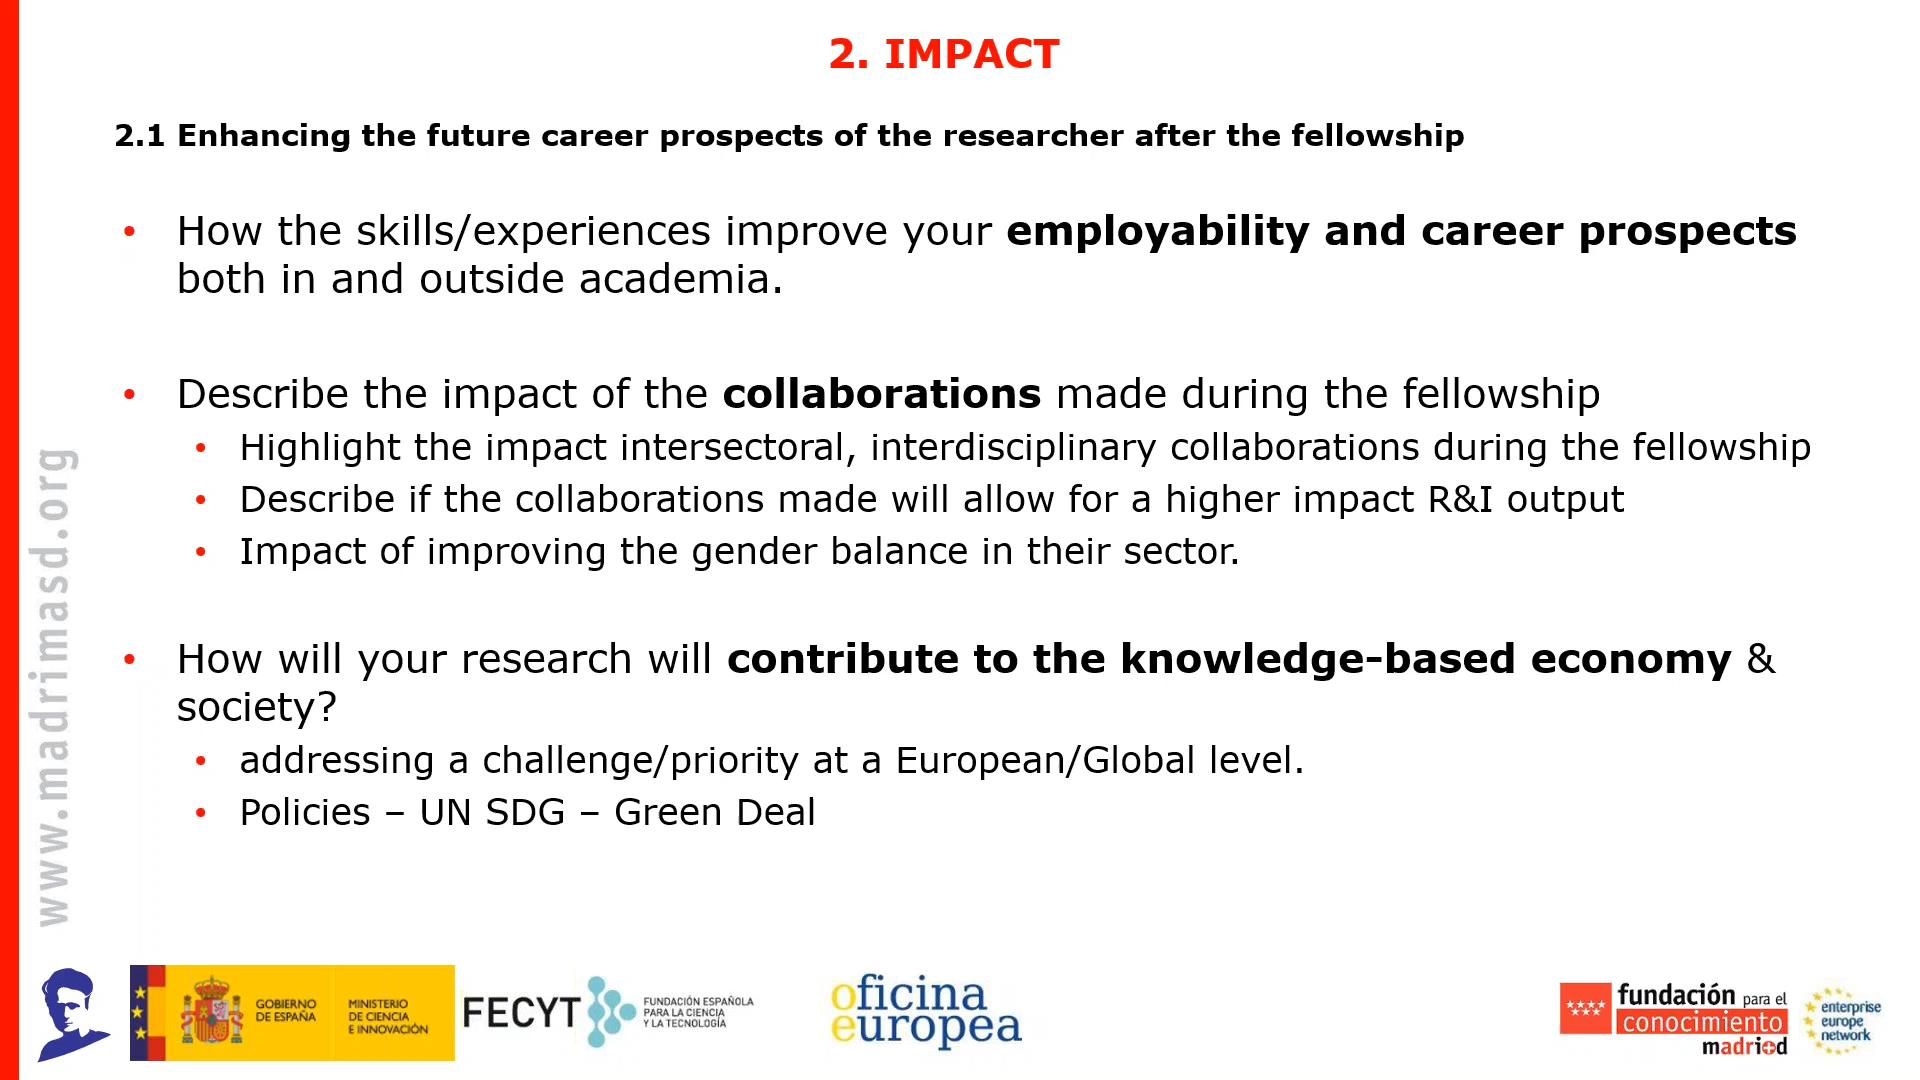 2. IMPACT
2.1 Enhancing the future career prospects of the researcher after the fellowship
• How the skills/experiences improve your employability and career prospects
both in and outside academia.
• Describe the impact of the collaborations made during the fellowship
• Highlight the impact intersectoral, interdisciplinary collaborations during the fellowship
• Describe if the collaborations made will allow for a higher impact R&I output
• Impact of improving the gender balance in their sector.
• How will your research will contribute to the knowledge-based economy &
society?
• addressing a challenge/priority at a European/Global level.
• Policies – UN SDG – Green Deal
www.madrimasd.org
GOBIERNO
DE ESPAÑA
MINISTERIO
DE CIENCIA
E INNOVACIÓN
FECYT
FUNDACIÓN ESPAÑOLA
PARA LA CIENCIA
Y LA TECNOLOGÍA
oficina
europea
fundación para el
conocimiento
madri+d
enterprise
europe
network